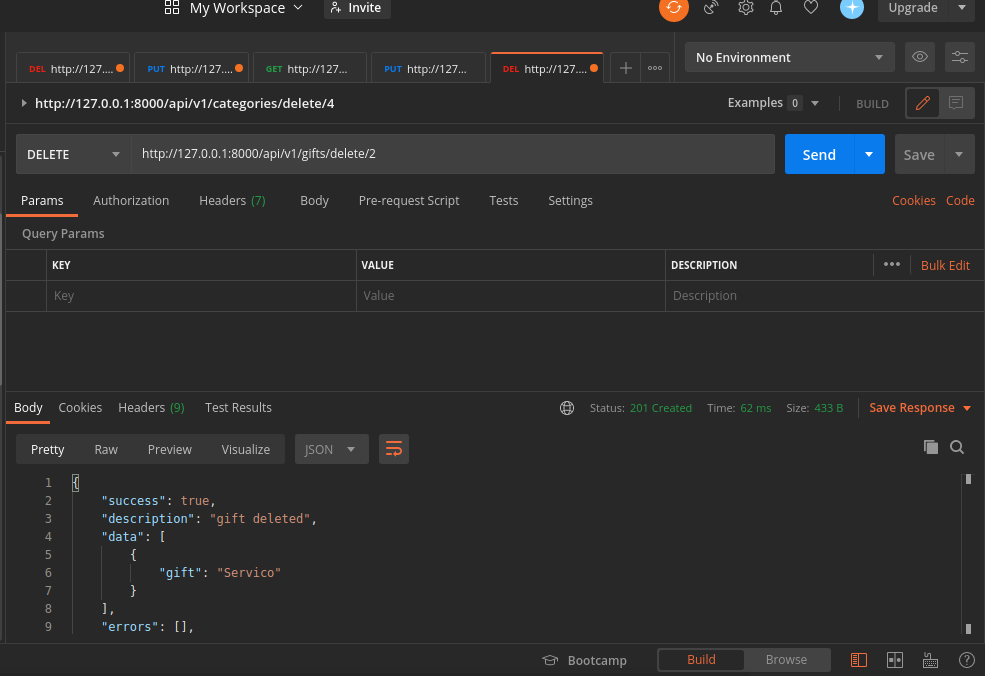 My Workspace Invite Upgrade
DEL http://127.... PUT http://127.... GET http://127... PUT http://127... DEL http://127.... No Environment
http://127.0.0.1:8000/api/v1/categories/delete/4 Examples 0 BUILD
DELETE http://127.0.0.1:8000/api/v1/gifts/delete/2 Send Save
Params Authorization Headers (7) Body Pre-request Script Tests Settings Cookies Code
Query Params
KEY VALUE DESCRIPTION Bulk Edit
Key Value Description
Body Cookies Headers (9) Test Results Status: 201 Created Time: 62 ms Size: 433 B Save Response
Pretty Raw Preview Visualize JSON
1 {
2 "success": true,
3 "description": "gift deleted",
4 "data": [
5 {
6 "gift": "Servico"
7 }
8 ],
9 "errors": [],
Bootcamp Build Browse